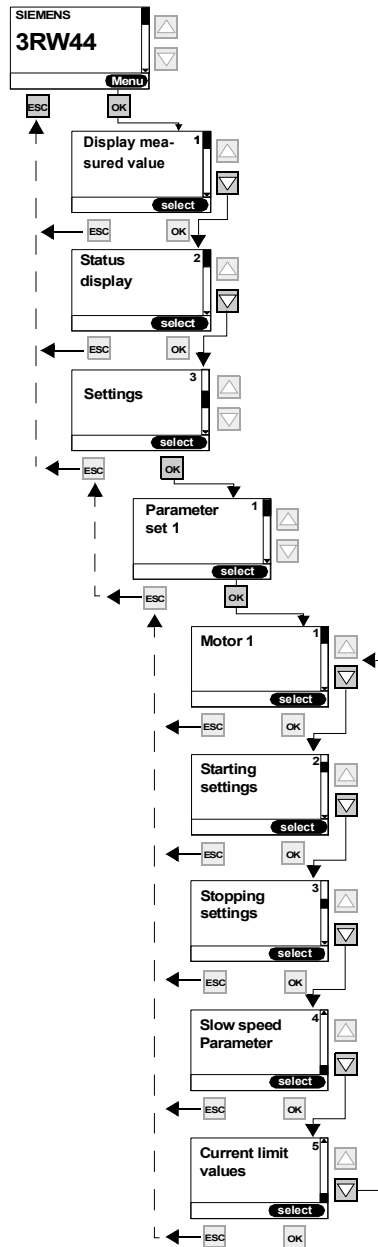 SIEMENS
3RW44
Menu
ESC
OK
Display mea-
sured value
1
select
ESC
OK
Status
display
2
select
ESC
OK
Settings
3
select
ESC
OK
Parameter
set 1
1
select
ESC
OK
Motor 1
1
select
ESC
OK
Starting
settings
2
select
ESC
OK
Stopping
settings
3
select
ESC
OK
Slow speed
Parameter
4
select
ESC
OK
Current limit
values
5
select
ESC
OK